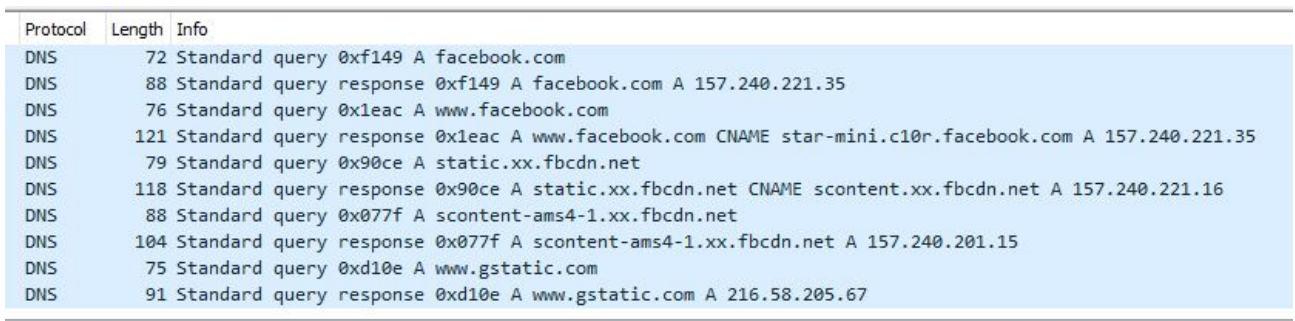 Protocol Length Info
DNS 72 Standard query 0xf149 A facebook.com
DNS 88 Standard query response 0xf149 A facebook.com A 157.240.221.35
DNS 76 Standard query 0x1eac A www.facebook.com
DNS 121 Standard query response 0x1eac A www.facebook.com CNAME star-mini.c10r.facebook.com A 157.240.221.35
DNS 79 Standard query 0x90ce A static.xx.fbcdn.net
DNS 118 Standard query response 0x90ce A static.xx.fbcdn.net CNAME scontent.xx.fbcdn.net A 157.240.221.16
DNS 88 Standard query 0x077f A scontent-ams4-1.xx.fbcdn.net
DNS 104 Standard query response 0x077f A scontent-ams4-1.xx.fbcdn.net A 157.240.201.15
DNS 75 Standard query 0xd10e A www.gstatic.com
DNS 91 Standard query response 0xd10e A www.gstatic.com A 216.58.205.67